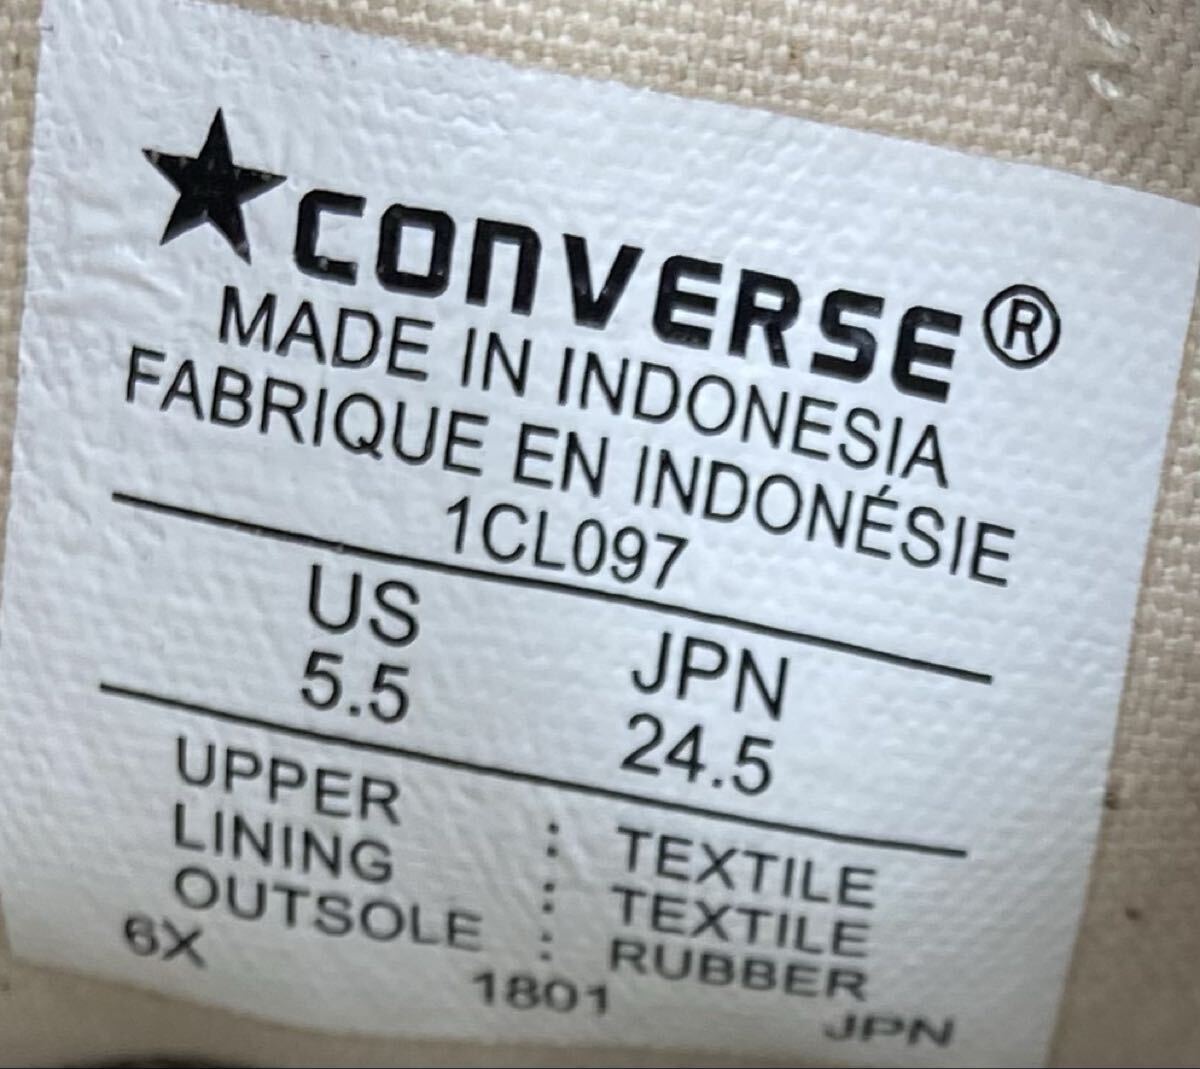 ★CONVERSE®
MADE IN INDONESIA
FABRIQUE EN INDONÉSIE
1CL097
US JPN
5.5 24.5
UPPER : TEXTILE
LINING : TEXTILE
OUTSOLE : RUBBER
6X 1801 JPN